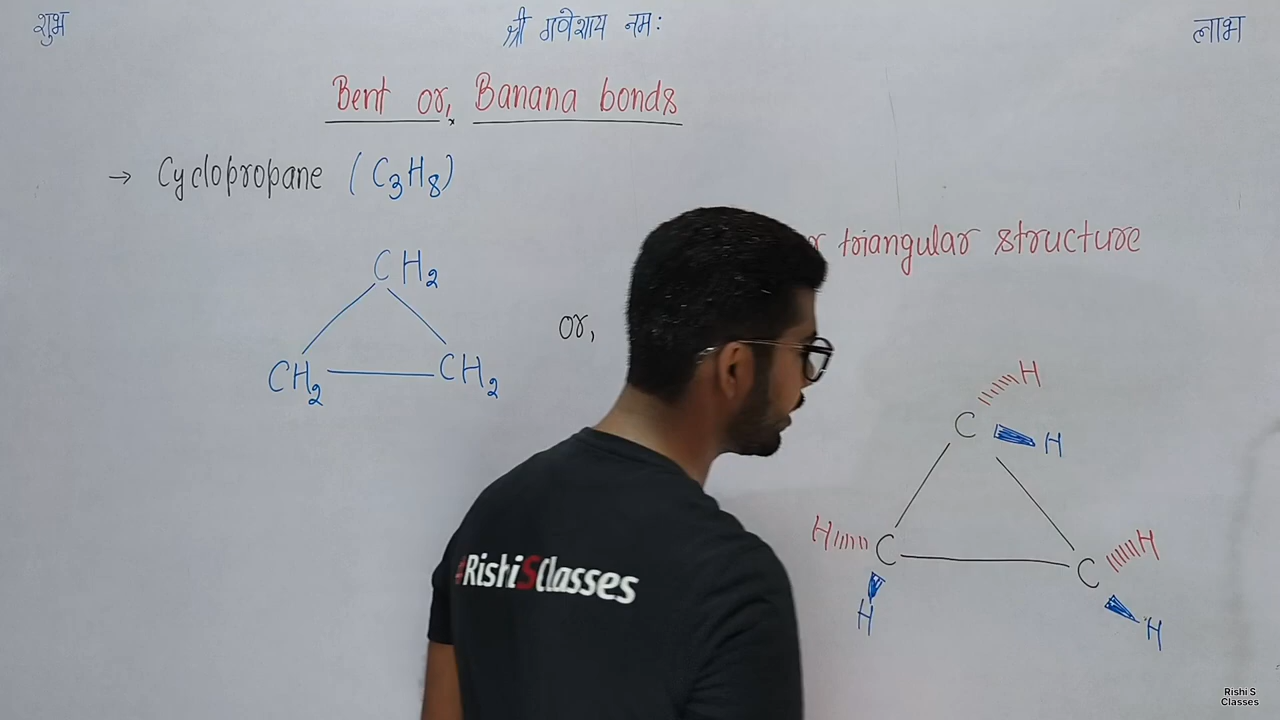 शुभ श्री गणेशाय नमः लाभ
Bent or, Banana bonds
→ Cyclopropane (C₃H₈)
triangular structure
CH₂
or,
CH₂ CH₂
H
C H
H C
C H
H
H
#RishiSClasses
Rishi S
Classes